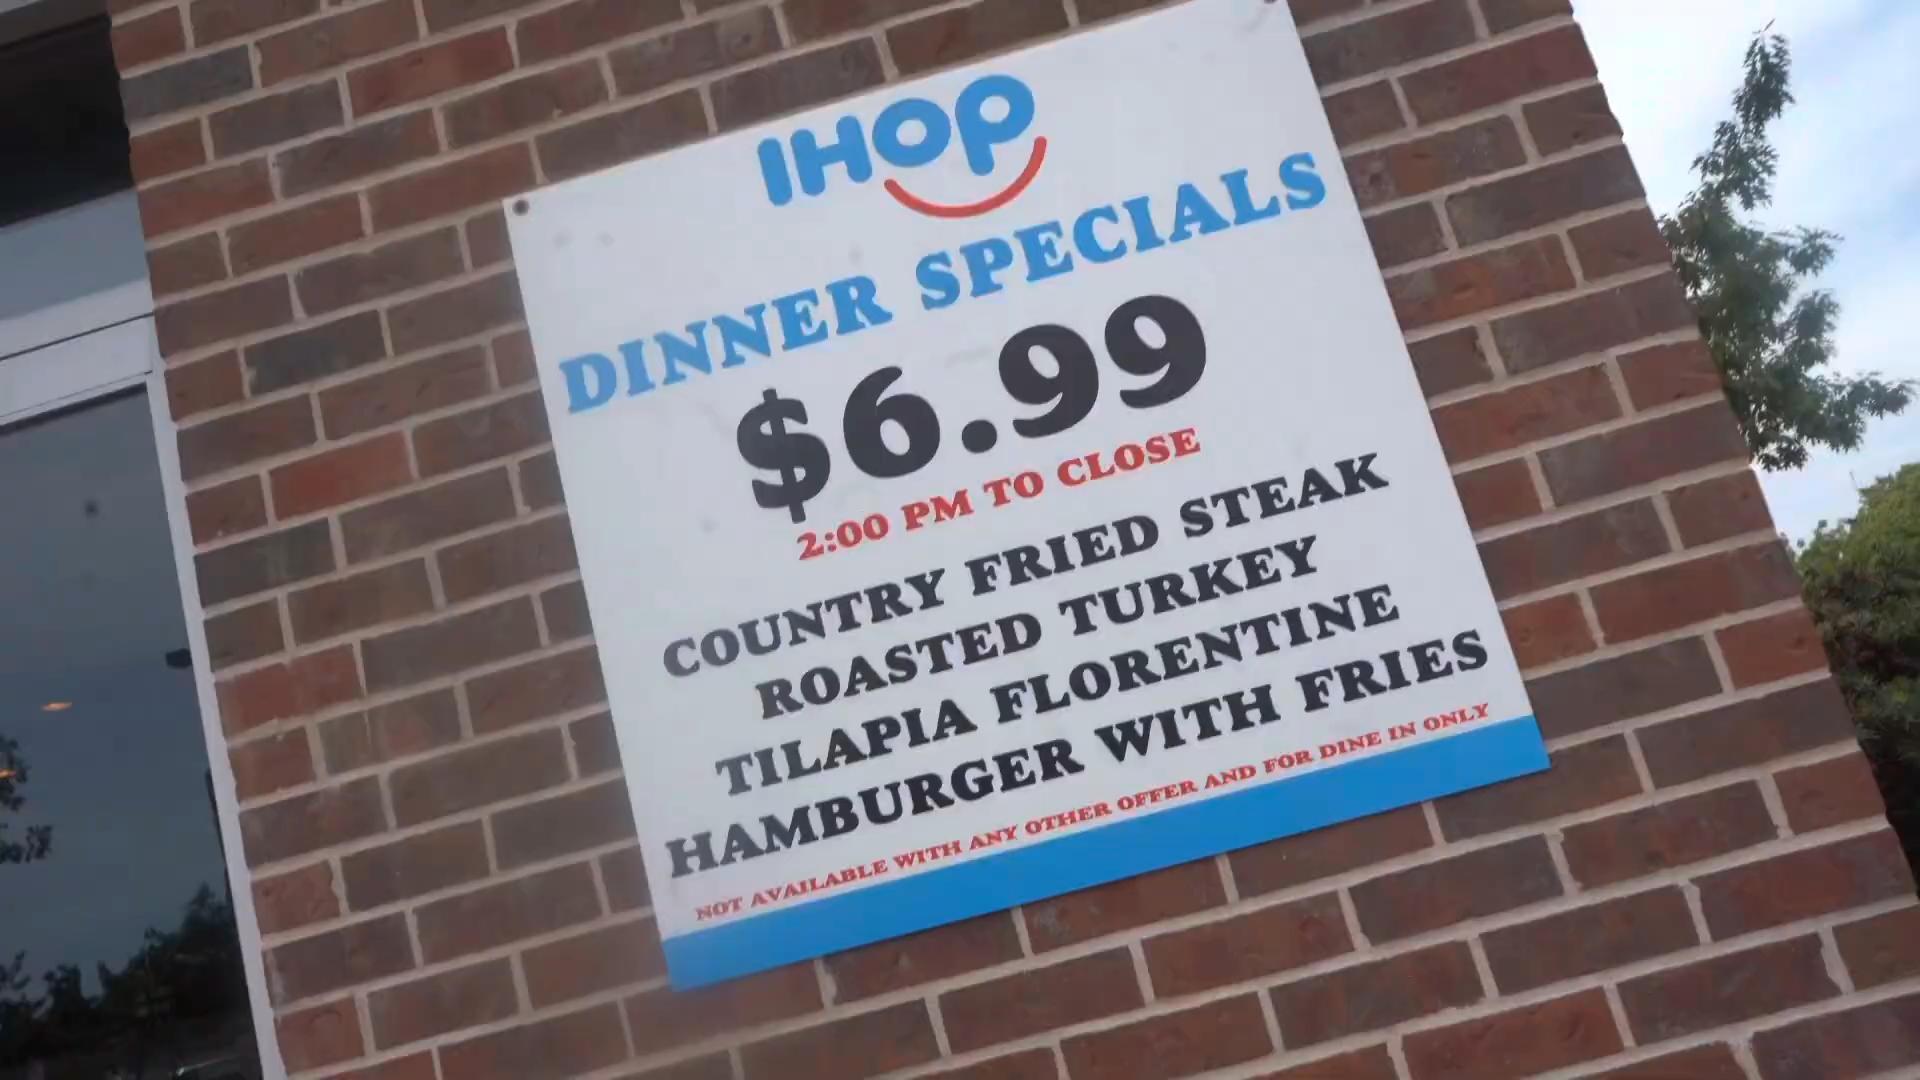 IHOP
DINNER SPECIALS
$6.99
2:00 PM TO CLOSE
COUNTRY FRIED STEAK
ROASTED TURKEY
TILAPIA FLORENTINE
HAMBURGER WITH FRIES
NOT AVAILABLE WITH ANY OTHER OFFER AND FOR DINE IN ONLY